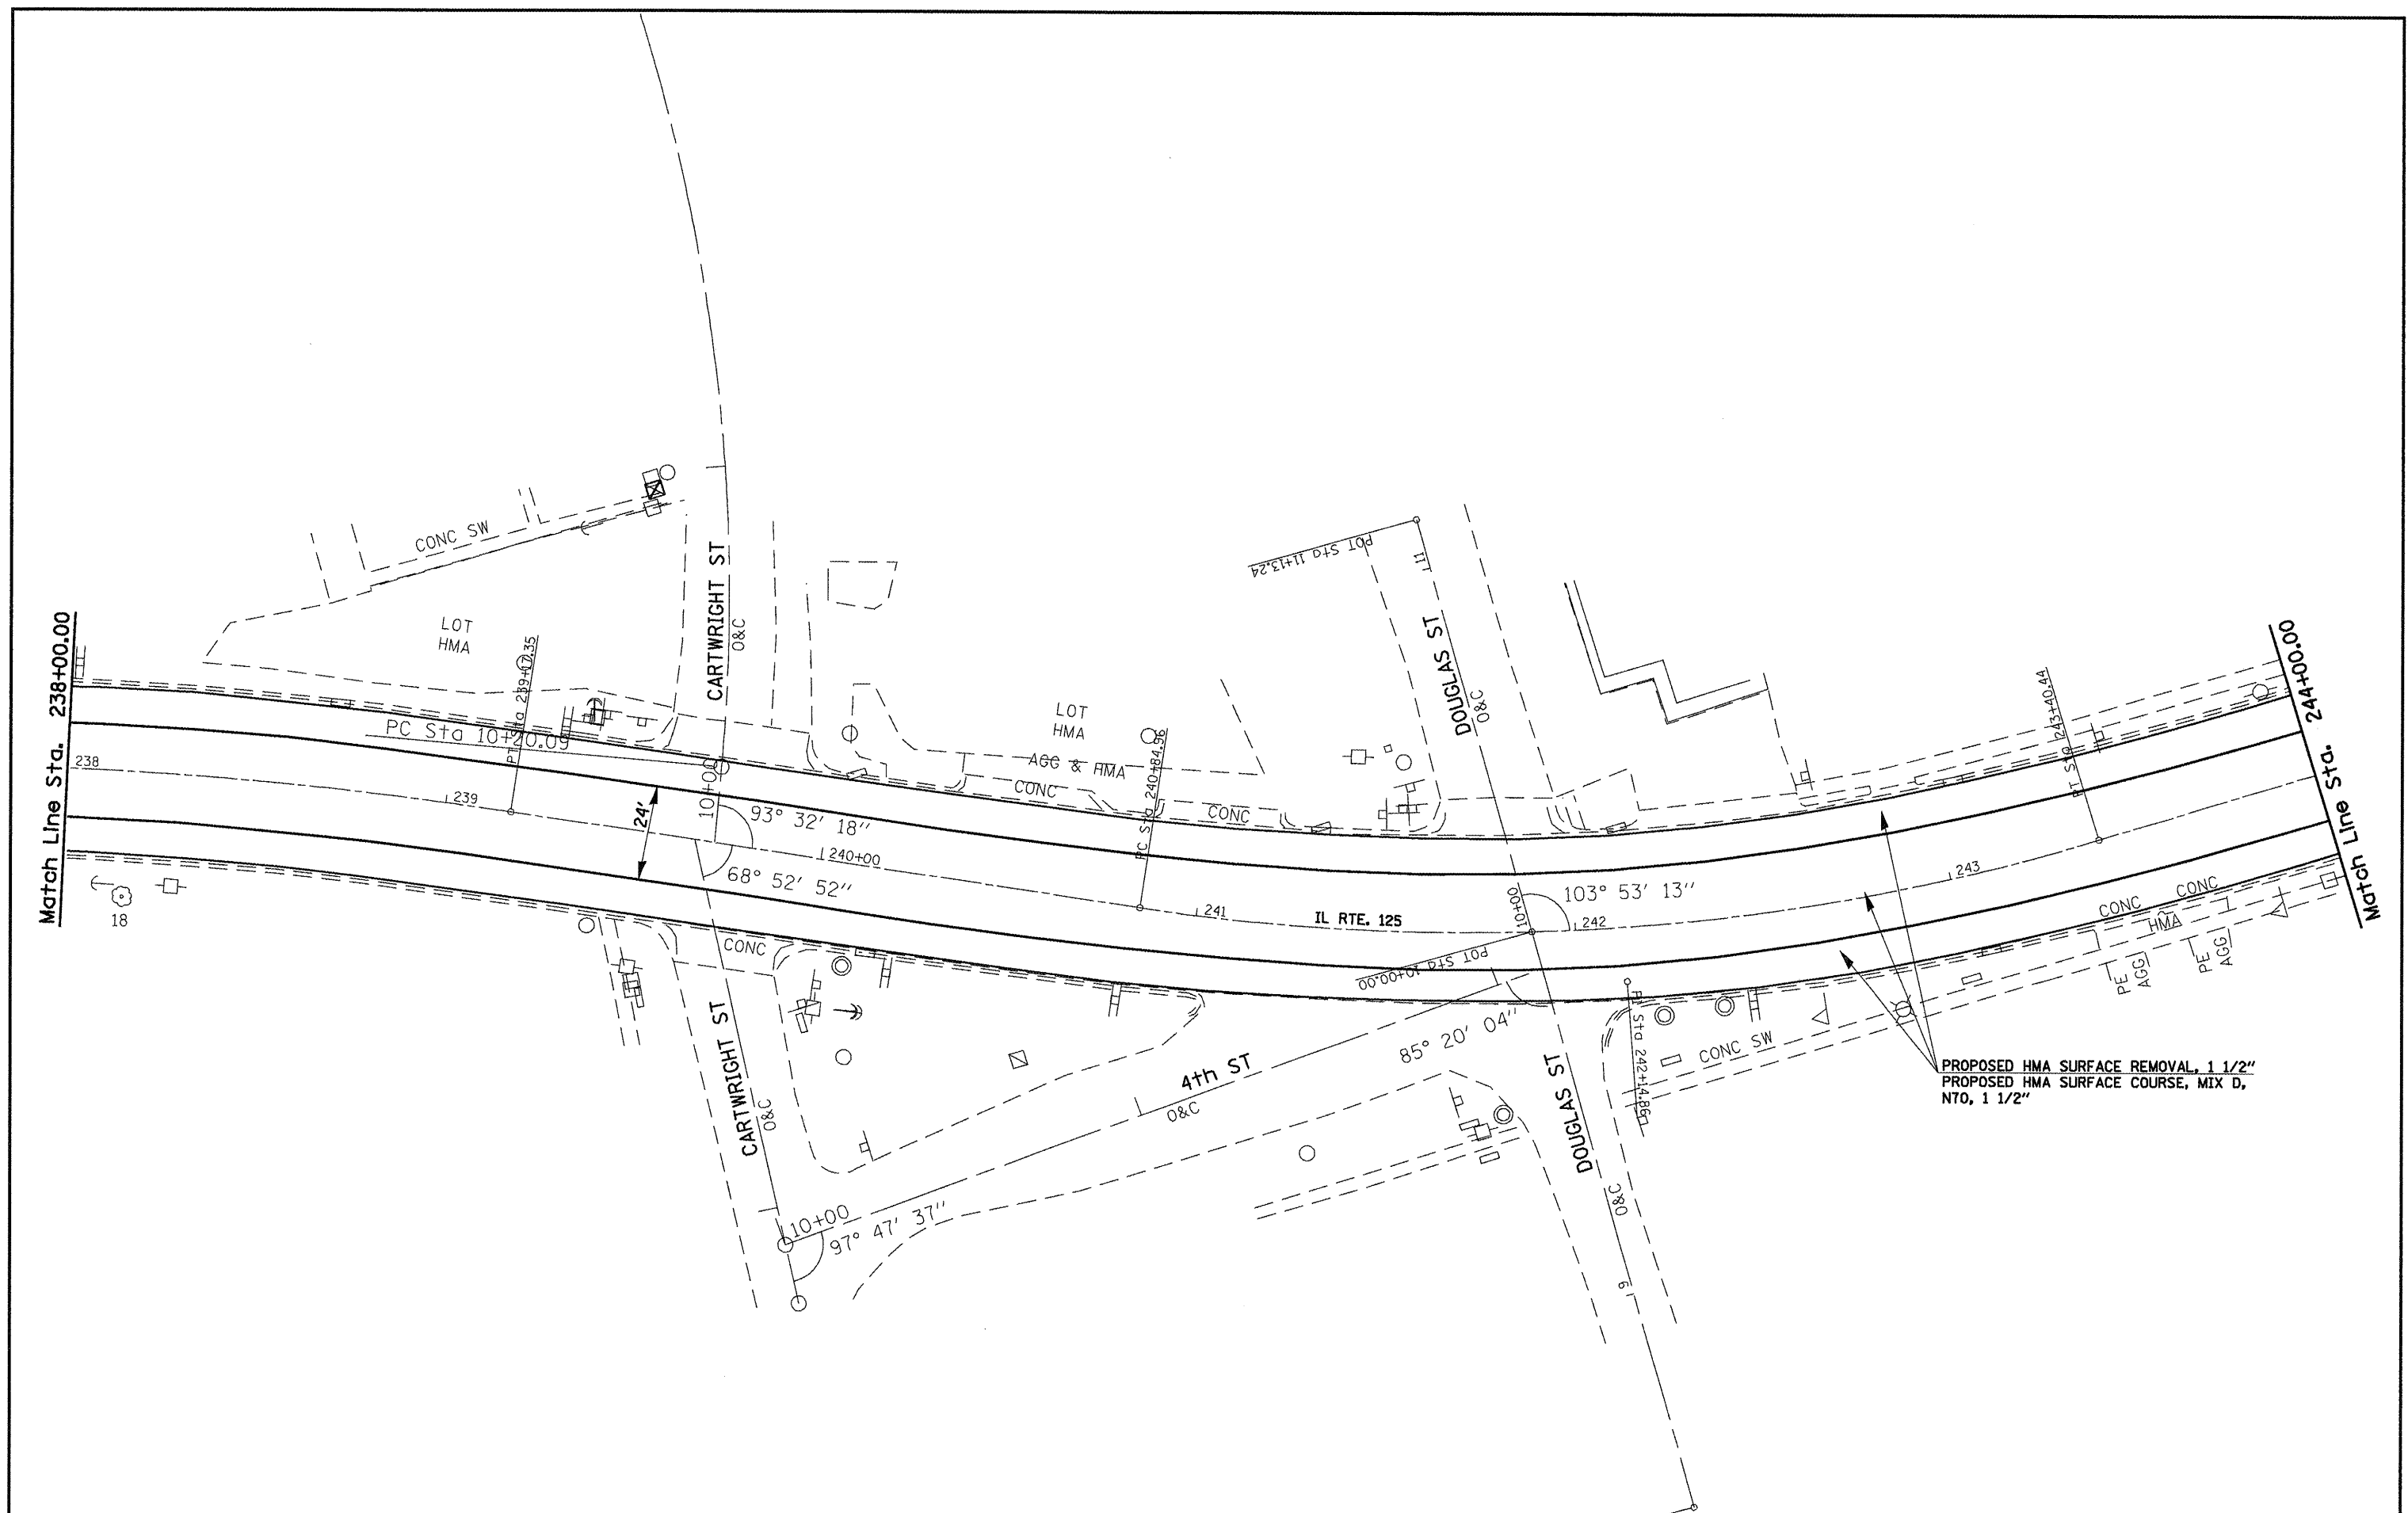 Match Line Sta. 238+00.00
CONC SW
LOT
HMA
PT Sta 239+17.35
PC Sta 10+20.09
238
239
24'
CARTWRIGHT ST
O&C
10+00
93° 32' 18"
68° 52' 52"
240+00
LOT
HMA
AGG & HMA
CONC
PC Sta 240+84.96
CONC
241
IL RTE. 125
POT Sta 11+13.24
11
DOUGLAS ST
O&C
10+00
103° 53' 13"
242
POT Sta 10+00.00
243
PT Sta 243+40.44
Match Line Sta. 244+00.00
18
CONC
CARTWRIGHT ST
O&C
4th ST
O&C
85° 20' 04"
10+00
97° 47' 37"
DOUGLAS ST
O&C
9
PI Sta 242+14.86
CONC SW
CONC
CONC
HMA
PE
AGG
PE
AGG
PROPOSED HMA SURFACE REMOVAL, 1 1/2"
PROPOSED HMA SURFACE COURSE, MIX D,
N70, 1 1/2"